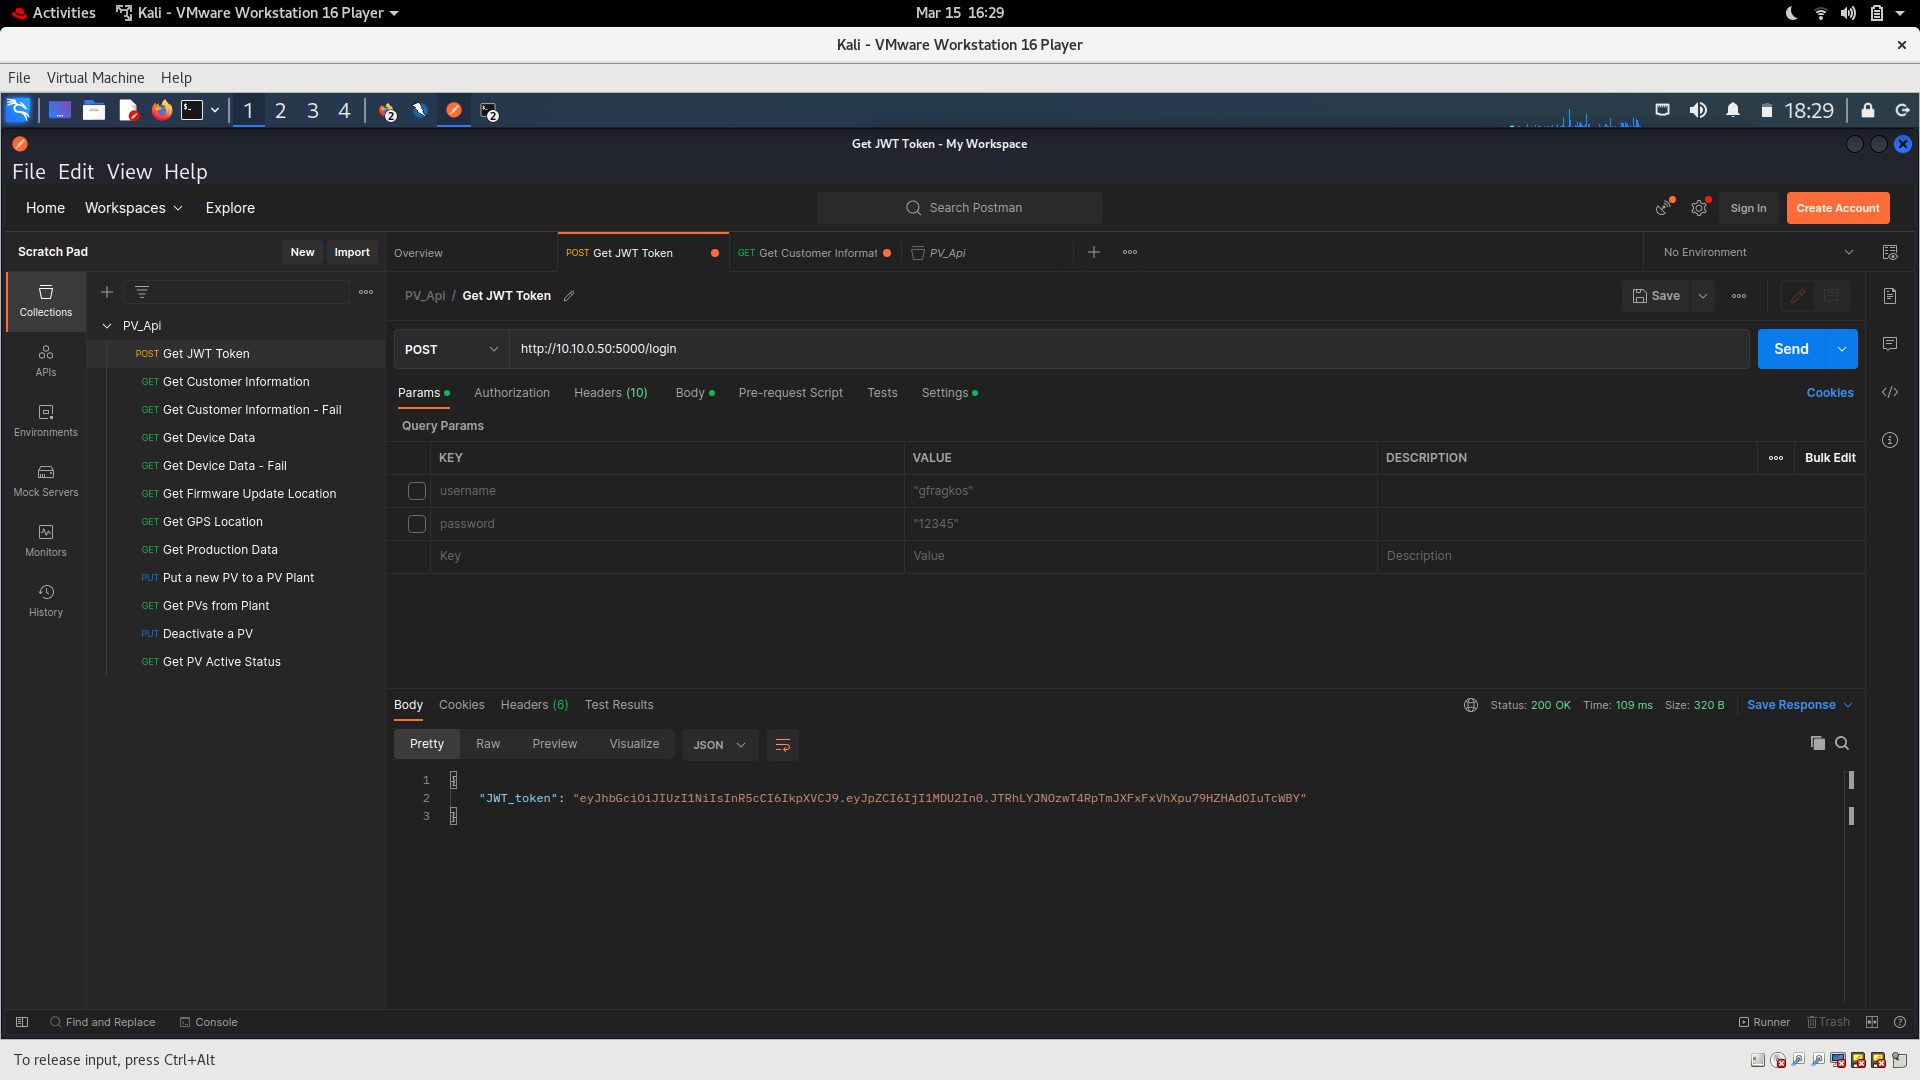 Activities Kali - VMware Workstation 16 Player Mar 15 16:29
Kali - VMware Workstation 16 Player
File Virtual Machine Help
1 2 3 4 2 2 18:29
Get JWT Token - My Workspace
File Edit View Help
Home Workspaces Explore Search Postman Sign In Create Account
Scratch Pad New Import Overview POST Get JWT Token GET Get Customer Informat PV_Api No Environment
Collections
APIs
Environments
Mock Servers
Monitors
History
PV_Api
POST Get JWT Token
GET Get Customer Information
GET Get Customer Information - Fail
GET Get Device Data
GET Get Device Data - Fail
GET Get Firmware Update Location
GET Get GPS Location
GET Get Production Data
PUT Put a new PV to a PV Plant
GET Get PVs from Plant
PUT Deactivate a PV
GET Get PV Active Status
PV_Api / Get JWT Token Save
POST http://10.10.0.50:5000/login Send
Params Authorization Headers (10) Body Pre-request Script Tests Settings Cookies
Query Params
KEY VALUE DESCRIPTION Bulk Edit
username "gfragkos"
password "12345"
Key Value Description
Body Cookies Headers (6) Test Results Status: 200 OK Time: 109 ms Size: 320 B Save Response
Pretty Raw Preview Visualize JSON
1 {
2 "JWT_token": "eyJhbGciOiJIUzI1NiIsInR5cCI6IkpXVCJ9.eyJpZCI6IjI1MDU2In0.JTRhLYJNOzwT4RpTmJXFxFxVhXpu79HZHAdOIuTcWBY"
3 }
Find and Replace Console Runner Trash
To release input, press Ctrl+Alt